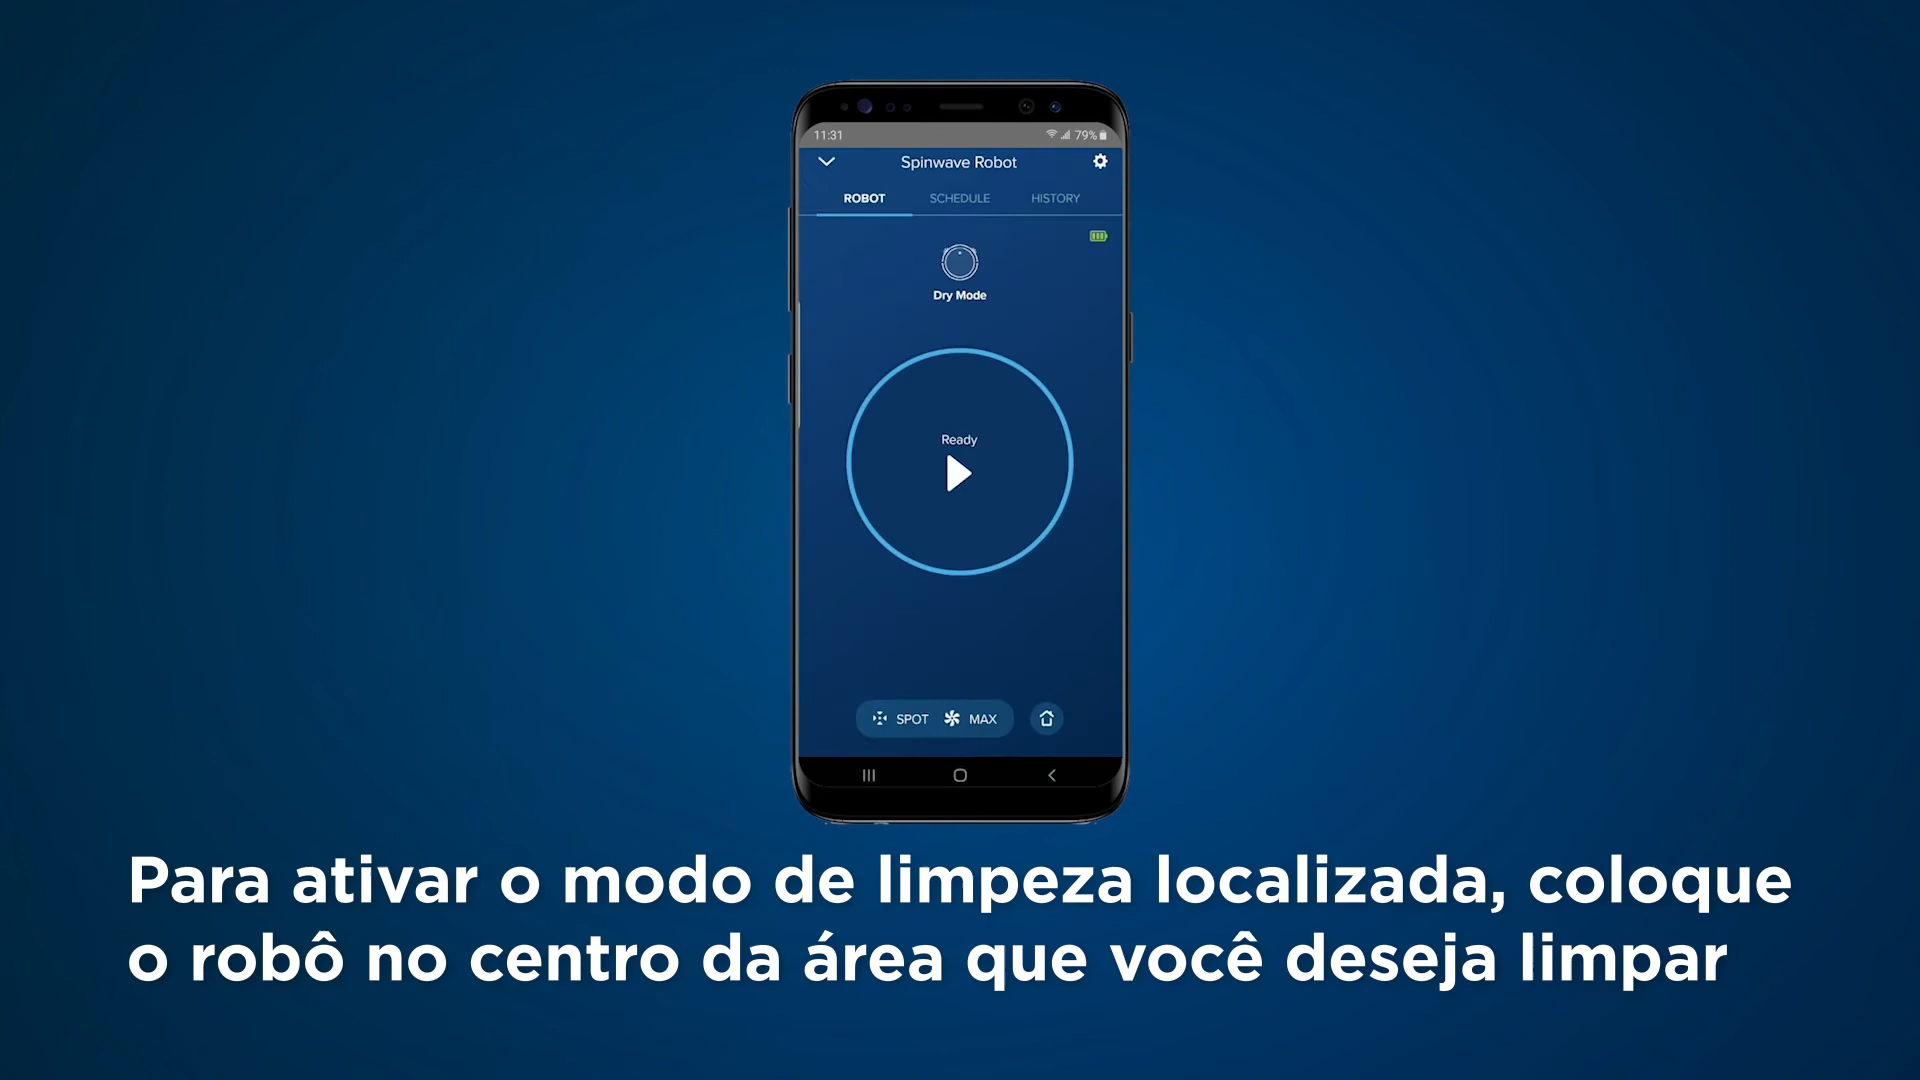 11:31 79%
Spinwave Robot
ROBOT SCHEDULE HISTORY
Dry Mode
Ready
SPOT MAX
Para ativar o modo de limpeza localizada, coloque
o robô no centro da área que você deseja limpar